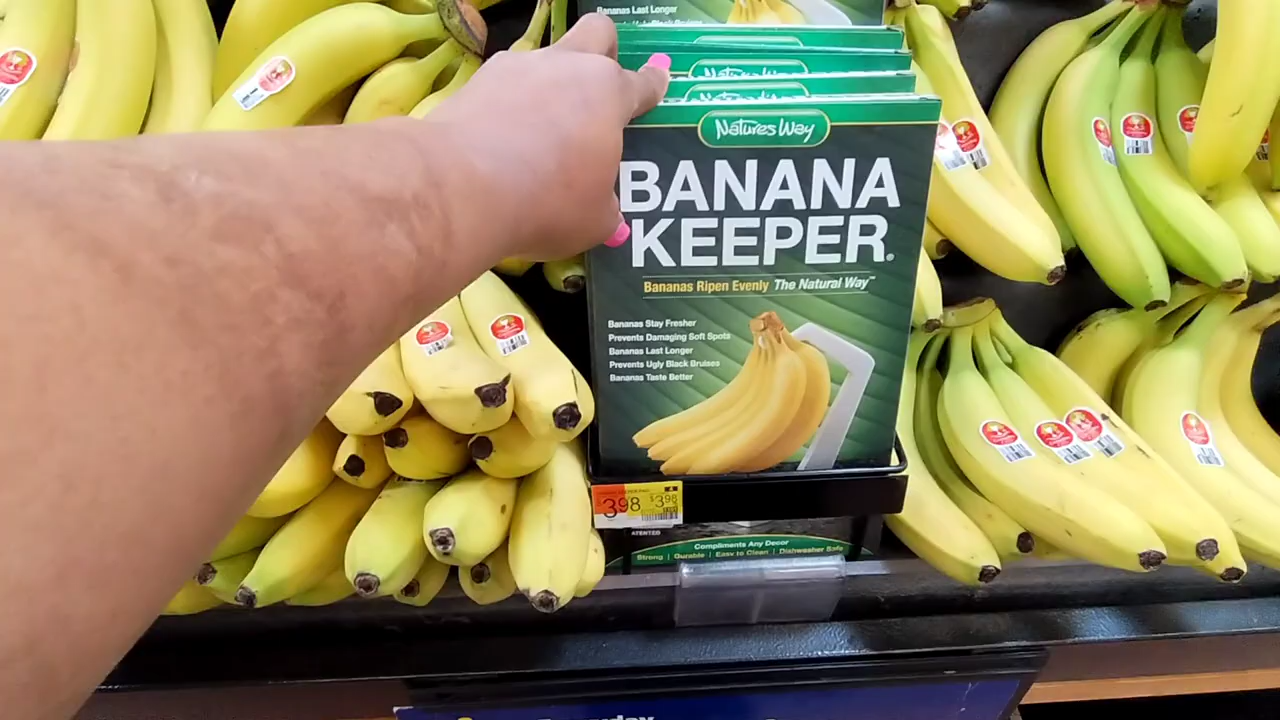 Bananas Last Longer
Natures Way
Natures Way
BANANA
KEEPER®
Bananas Ripen Evenly The Natural Way™
Bananas Stay Fresher
Prevents Damaging Soft Spots
Bananas Last Longer
Prevents Ugly Black Bruises
Bananas Taste Better
3.98 $3.98
Compliments Any Decor
Strong | Durable | Easy to Clean | Dishwasher Safe